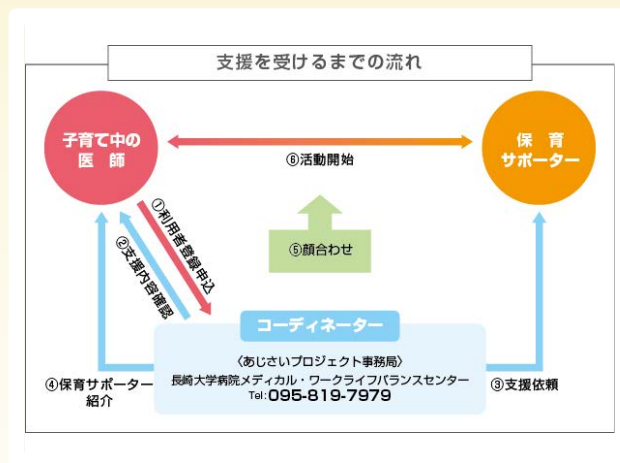 支援を受けるまでの流れ
子育て中の
医　師
保　育
サポーター
⑥活動開始
①利用者登録申込
②支援内容確認
⑤顔合わせ
コーディネーター
〈あじさいプロジェクト事務局〉
長崎大学病院メディカル・ワークライフバランスセンター
Tel:095-819-7979
④保育サポーター
紹介
③支援依頼